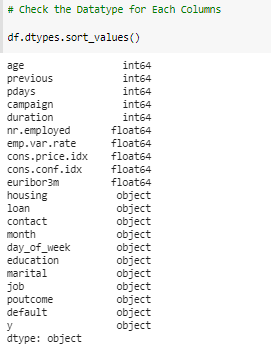 # Check the Datatype for Each Columns
df.dtypes.sort_values()
age int64
previous int64
pdays int64
campaign int64
duration int64
nr.employed float64
emp.var.rate float64
cons.price.idx float64
cons.conf.idx float64
euribor3m float64
housing object
loan object
contact object
month object
day_of_week object
education object
marital object
job object
poutcome object
default object
y object
dtype: object